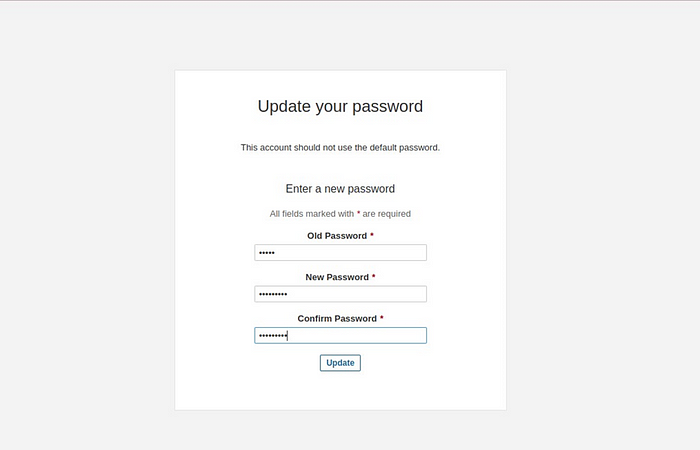 Update your password
This account should not use the default password.
Enter a new password
All fields marked with * are required
Old Password *
•••••
New Password *
•••••••••
Confirm Password *
•••••••••
Update